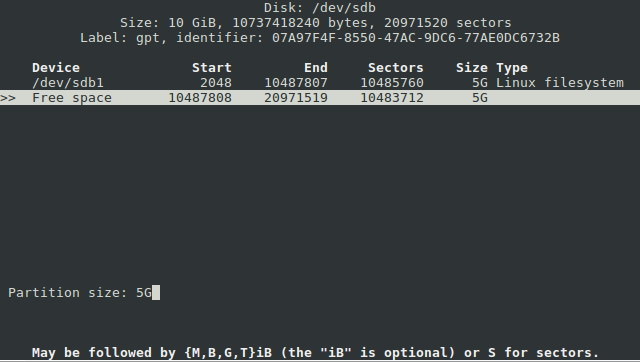 Disk: /dev/sdb
Size: 10 GiB, 10737418240 bytes, 20971520 sectors
Label: gpt, identifier: 07A97F4F-8550-47AC-9DC6-77AE0DC6732B
Device Start End Sectors Size Type
/dev/sdb1 2048 10487807 10485760 5G Linux filesystem
>> Free space 10487808 20971519 10483712 5G
Partition size: 5G
May be followed by {M,B,G,T}iB (the "iB" is optional) or S for sectors.